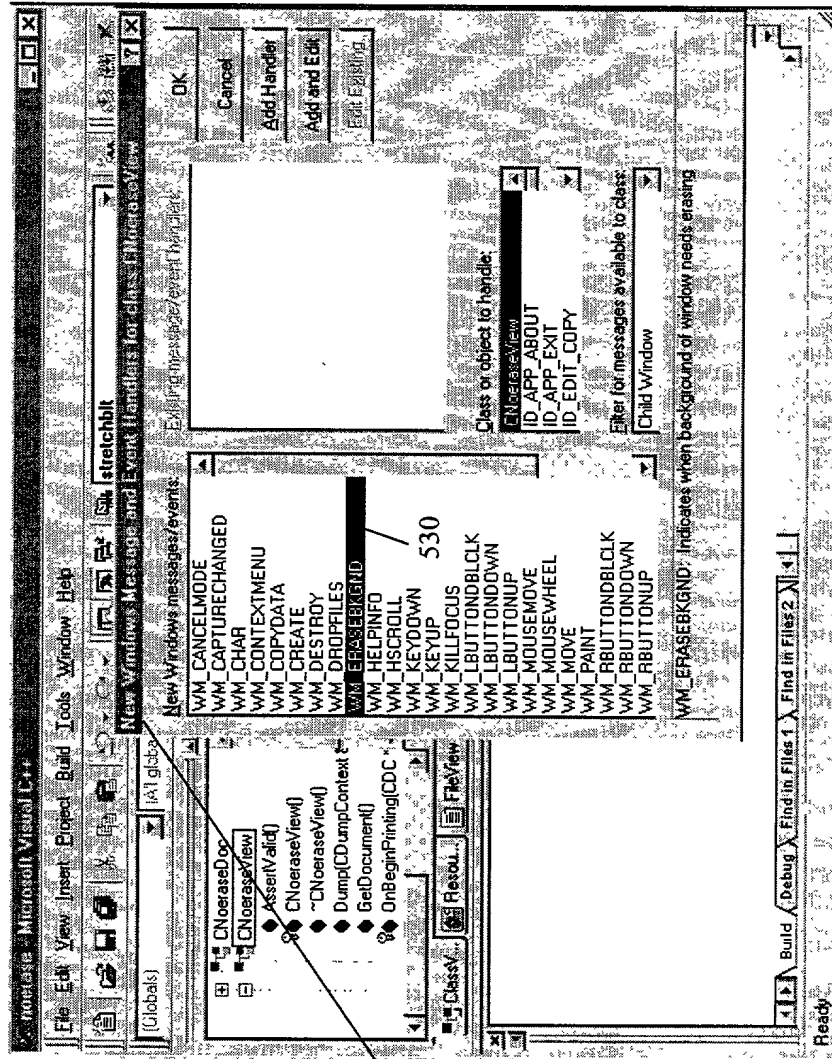 noerase - Microsoft Visual C++
File Edit View Insert Project Build Tools Window Help
stretchblt
(Globals)
(All globa
CNoeraseDoc
CNoeraseView
AssertValid()
CNoeraseView()
~CNoeraseView()
Dump(CDumpContext
GetDocument()
OnBeginPrinting(CDC *
ClassV...
Resou...
FileView
New Windows Message and Event Handlers for class CNoeraseView
New Windows messages/events:
WM_CANCELMODE
WM_CAPTURECHANGED
WM_CHAR
WM_CONTEXTMENU
WM_COPYDATA
WM_CREATE
WM_DESTROY
WM_DROPFILES
WM_ERASEBKGND
WM_HELPINFO
WM_HSCROLL
WM_KEYDOWN
WM_KEYUP
WM_KILLFOCUS
WM_LBUTTONDBLCLK
WM_LBUTTONDOWN
WM_LBUTTONUP
WM_MOUSEMOVE
WM_MOUSEWHEEL
WM_MOVE
WM_PAINT
WM_RBUTTONDBLCLK
WM_RBUTTONDOWN
WM_RBUTTONUP
530
Existing message/event handlers:
Class or object to handle:
CNoeraseView
ID_APP_ABOUT
ID_APP_EXIT
ID_EDIT_COPY
Filter for messages available to class:
Child Window
OK
Cancel
Add Handler
Add and Edit
Edit Existing
WM_ERASEBKGND: Indicates when background of window needs erasing
Build
Debug
Find in Files 1
Find in Files 2
Ready